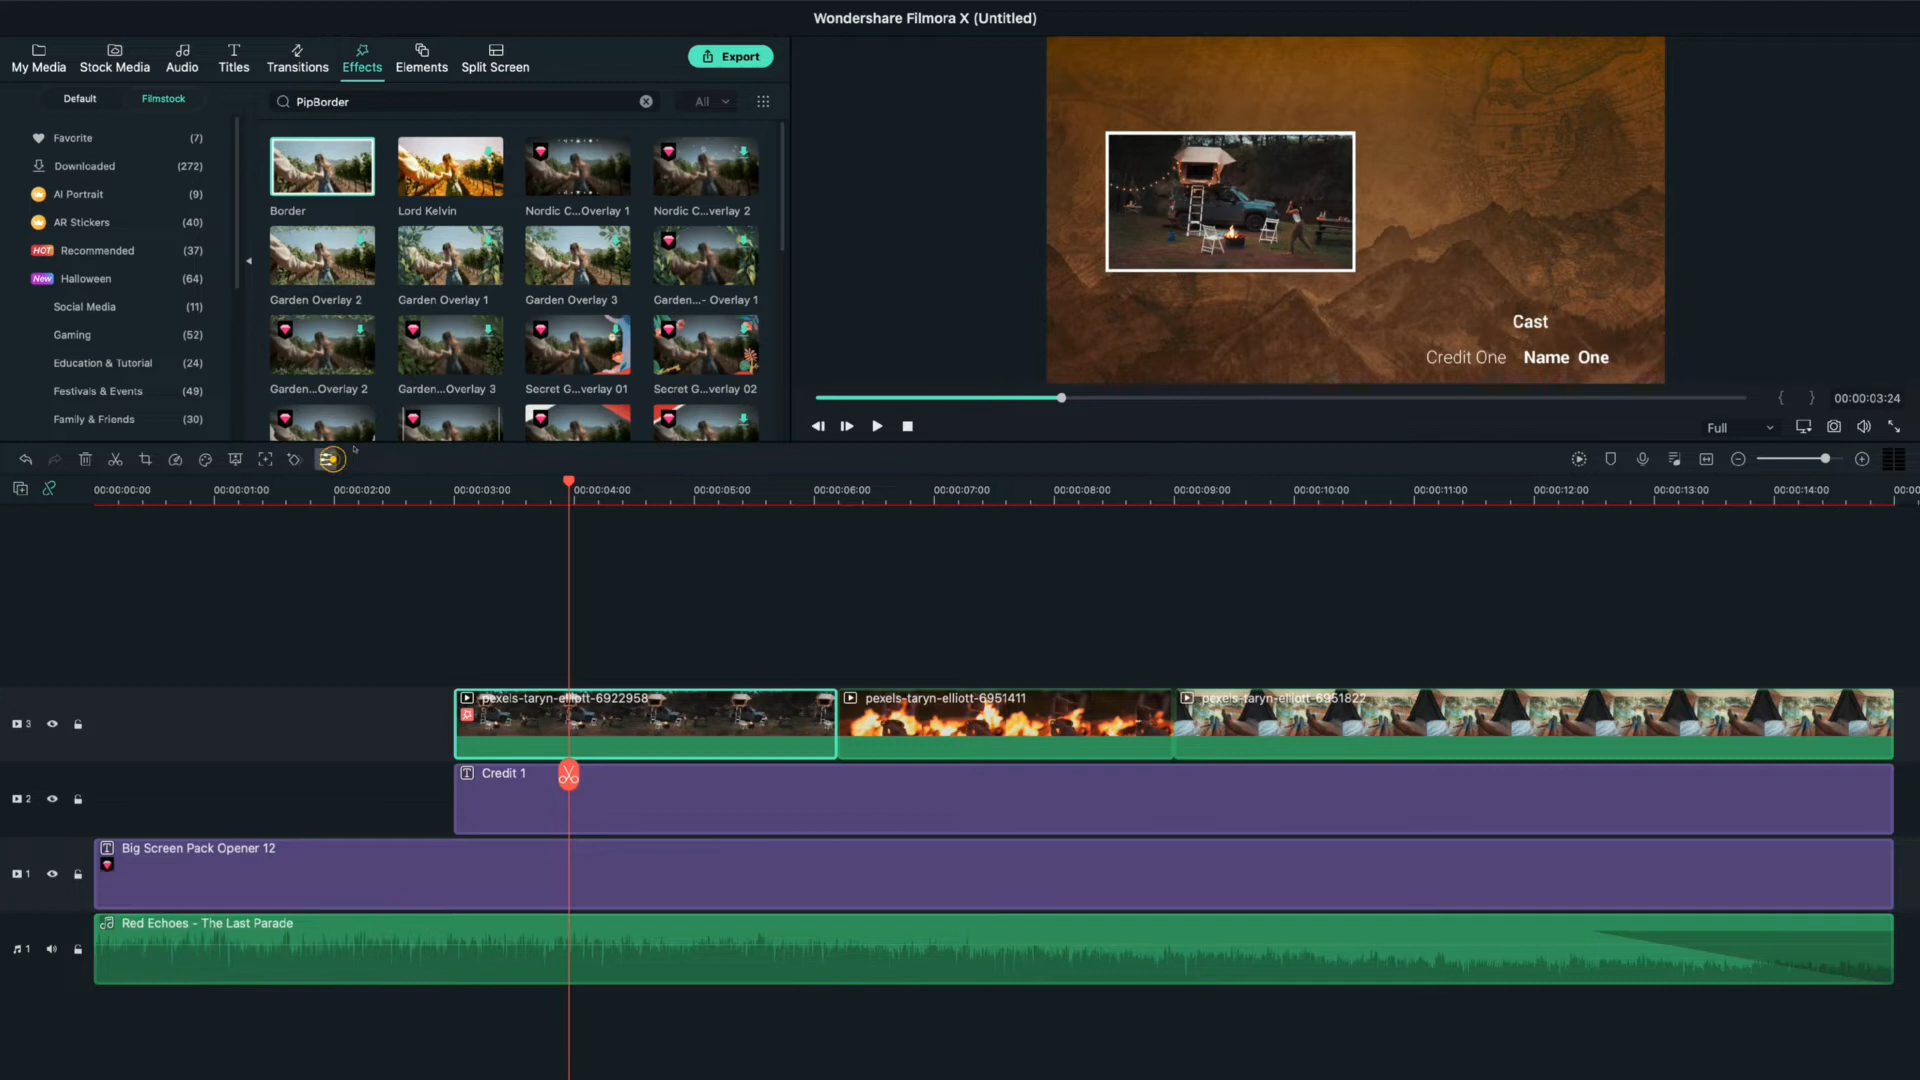 Wondershare Filmora X (Untitled)
My Media
Stock Media
Audio
Titles
Transitions
Effects
Elements
Split Screen
Export
Default
Filmstock
PipBorder
All
Favorite (7)
Downloaded (272)
AI Portrait (9)
AR Stickers (40)
HOT Recommended (37)
New Halloween (64)
Social Media (11)
Gaming (52)
Education & Tutorial (24)
Festivals & Events (49)
Family & Friends (30)
Border
Lord Kelvin
Nordic C...Overlay 1
Nordic C...verlay 2
Garden Overlay 2
Garden Overlay 1
Garden Overlay 3
Garden...- Overlay 1
Garden...Overlay 2
Garden...Overlay 3
Secret G...verlay 01
Secret G...verlay 02
Cast
Credit One Name One
00:00:03:24
Full
00:00:00:00
00:00:01:00
00:00:02:00
00:00:03:00
00:00:04:00
00:00:05:00
00:00:06:00
00:00:07:00
00:00:08:00
00:00:09:00
00:00:10:00
00:00:11:00
00:00:12:00
00:00:13:00
00:00:14:00
00:00
3
pexels-taryn-elliott-6922958
pexels-taryn-elliott-6951411
pexels-taryn-elliott-6951822
2
Credit 1
1
Big Screen Pack Opener 12
1
Red Echoes - The Last Parade